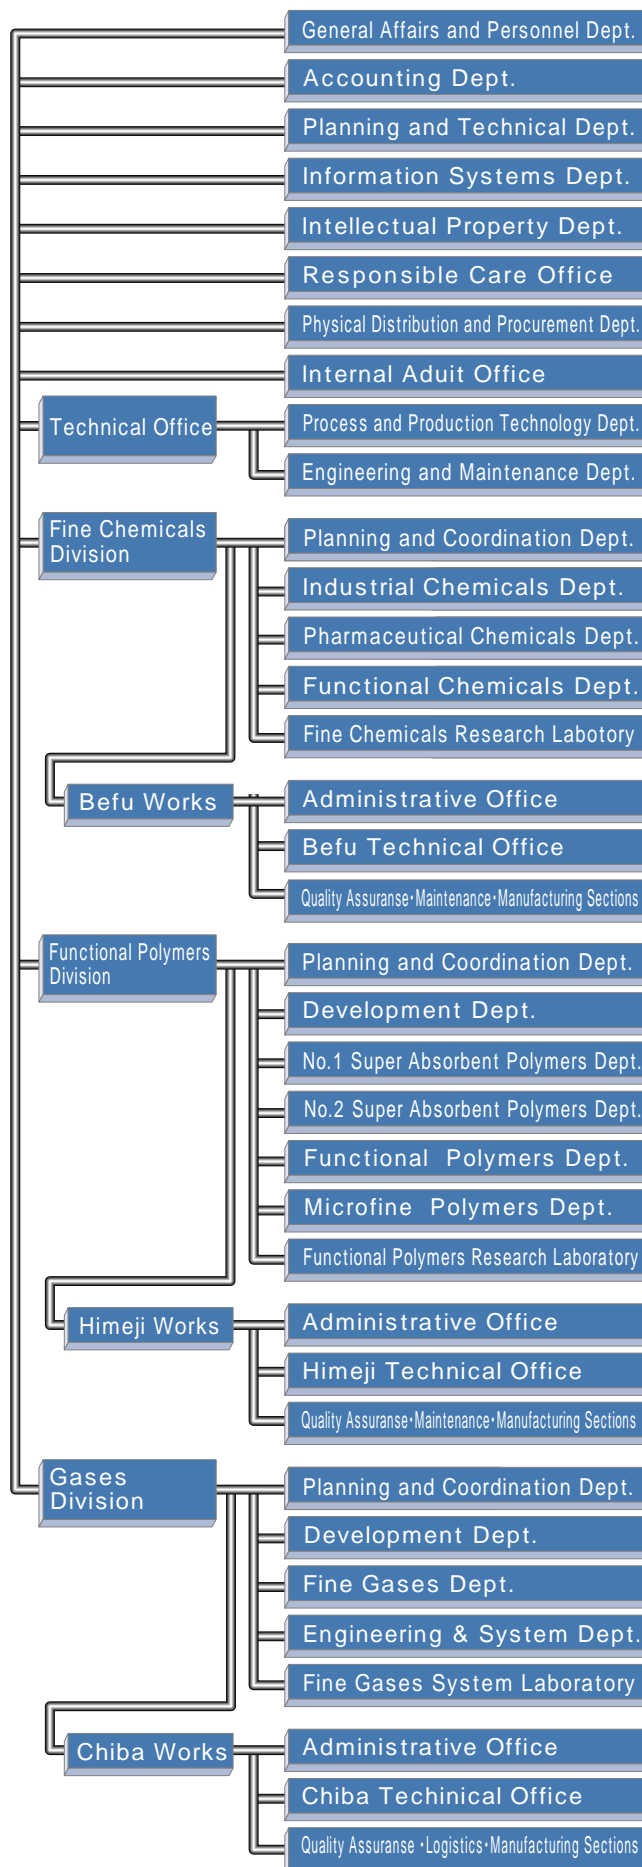 General Affairs and Personnel Dept.
Accounting Dept.
Planning and Technical Dept.
Information Systems Dept.
Intellectual Property Dept.
Responsible Care Office
Physical Distribution and Procurement Dept.
Internal Aduit Office
Technical Office
Process and Production Technology Dept.
Engineering and Maintenance Dept.
Fine Chemicals
Division
Planning and Coordination Dept.
Industrial Chemicals Dept.
Pharmaceutical Chemicals Dept.
Functional Chemicals Dept.
Fine Chemicals Research Labotory
Befu Works
Administrative Office
Befu Technical Office
Quality Assuranse・Maintenance・Manufacturing Sections
Functional Polymers
Division
Planning and Coordination Dept.
Development Dept.
No.1 Super Absorbent Polymers Dept.
No.2 Super Absorbent Polymers Dept.
Functional Polymers Dept.
Microfine Polymers Dept.
Functional Polymers Research Laboratory
Himeji Works
Administrative Office
Himeji Technical Office
Quality Assuranse・Maintenance・Manufacturing Sections
Gases
Division
Planning and Coordination Dept.
Development Dept.
Fine Gases Dept.
Engineering & System Dept.
Fine Gases System Laboratory
Chiba Works
Administrative Office
Chiba Techinical Office
Quality Assuranse ・Logistics・Manufacturing Sections